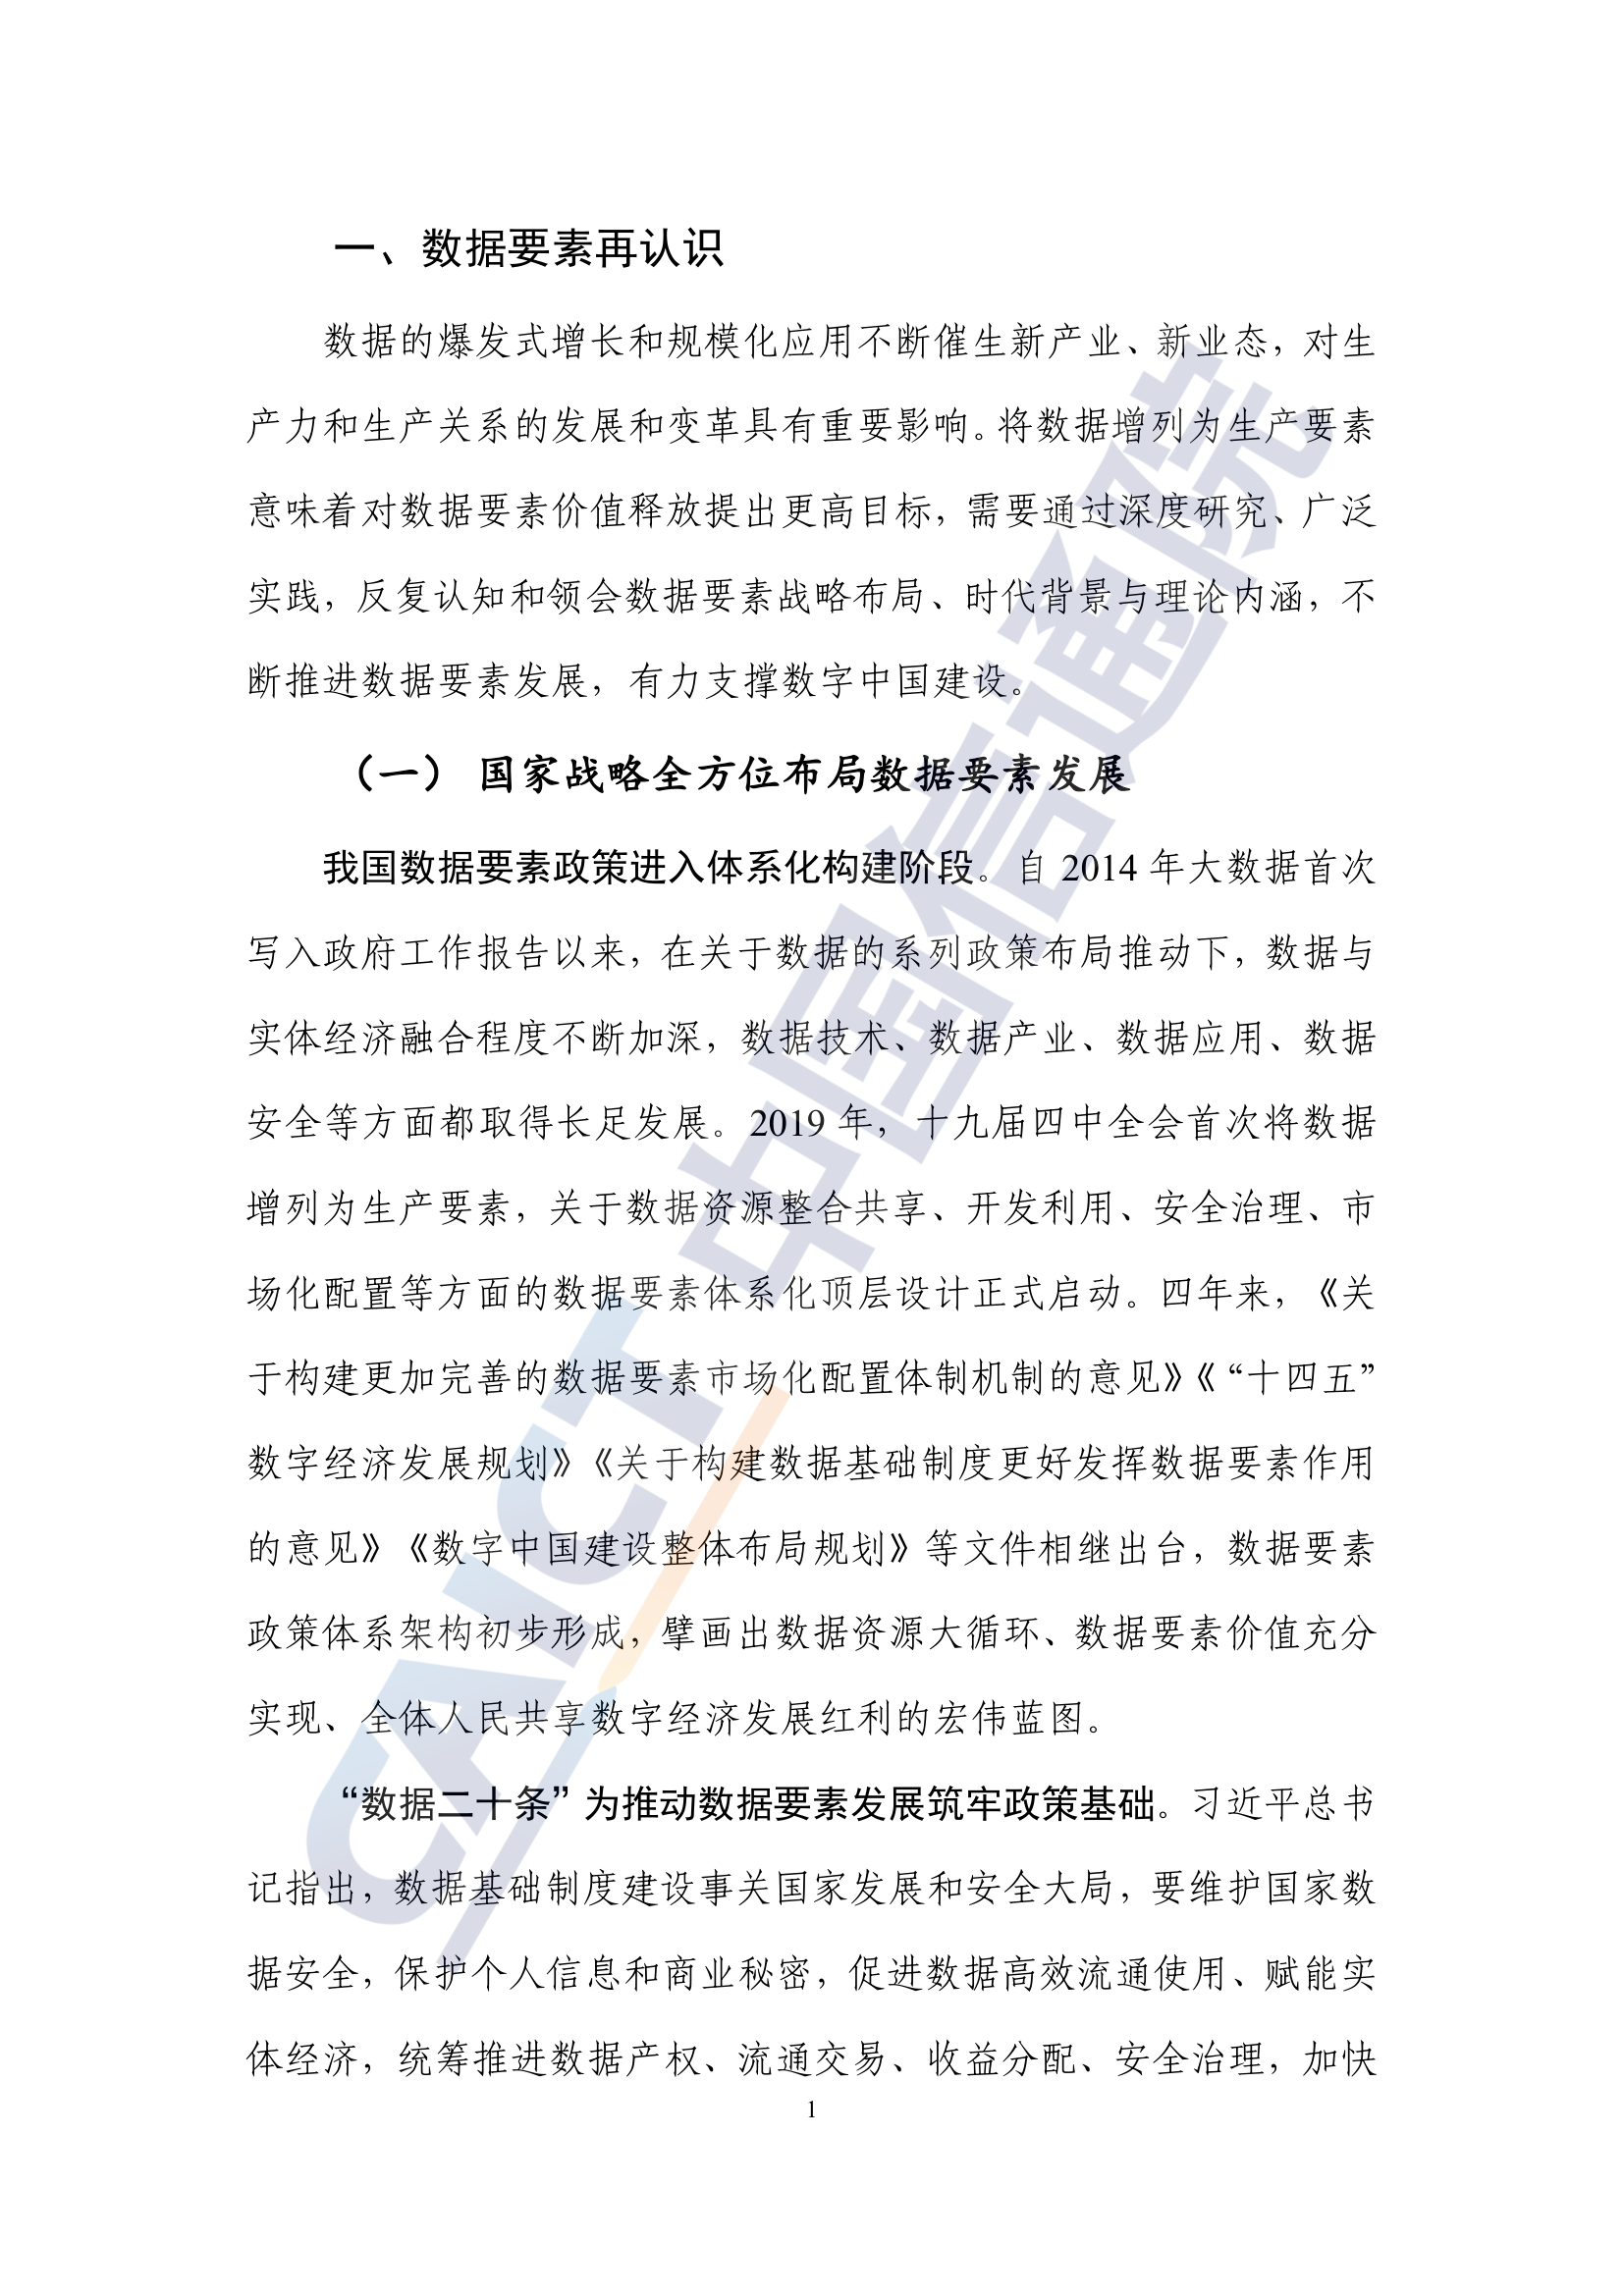 一、数据要素再认识
数据的爆发式增长和规模化应用不断催生新产业、新业态，对生
产力和生产关系的发展和变革具有重要影响。将数据增列为生产要素
意味着对数据要素价值释放提出更高目标，需要通过深度研究、广泛
实践，反复认知和领会数据要素战略布局、时代背景与理论内涵，不
断推进数据要素发展，有力支撑数字中国建设。
（一） 国家战略全方位布局数据要素发展
我国数据要素政策进入体系化构建阶段。自 2014 年大数据首次
写入政府工作报告以来，在关于数据的系列政策布局推动下，数据与
实体经济融合程度不断加深，数据技术、数据产业、数据应用、数据
安全等方面都取得长足发展。2019 年，十九届四中全会首次将数据
增列为生产要素，关于数据资源整合共享、开发利用、安全治理、市
场化配置等方面的数据要素体系化顶层设计正式启动。四年来，《关
于构建更加完善的数据要素市场化配置体制机制的意见》《“十四五”
数字经济发展规划》《关于构建数据基础制度更好发挥数据要素作用
的意见》《数字中国建设整体布局规划》等文件相继出台，数据要素
政策体系架构初步形成，擘画出数据资源大循环、数据要素价值充分
实现、全体人民共享数字经济发展红利的宏伟蓝图。
“数据二十条”为推动数据要素发展筑牢政策基础。习近平总书
记指出，数据基础制度建设事关国家发展和安全大局，要维护国家数
据安全，保护个人信息和商业秘密，促进数据高效流通使用、赋能实
体经济，统筹推进数据产权、流通交易、收益分配、安全治理，加快
1
CAICT 中国信通院